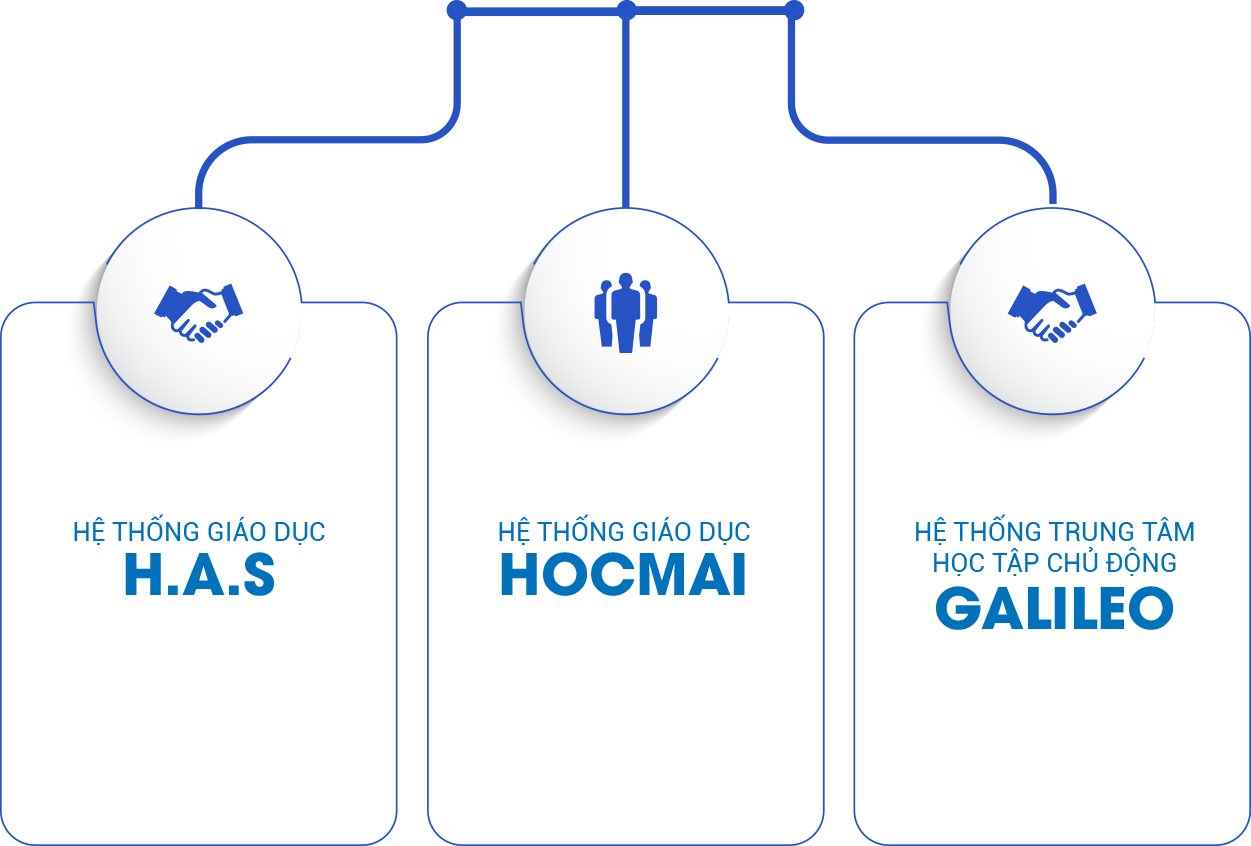 HỆ THỐNG GIÁO DỤC
H.A.S
HỆ THỐNG GIÁO DỤC
HOCMAI
HỆ THỐNG TRUNG TÂM
HỌC TẬP CHỦ ĐỘNG
GALILEO